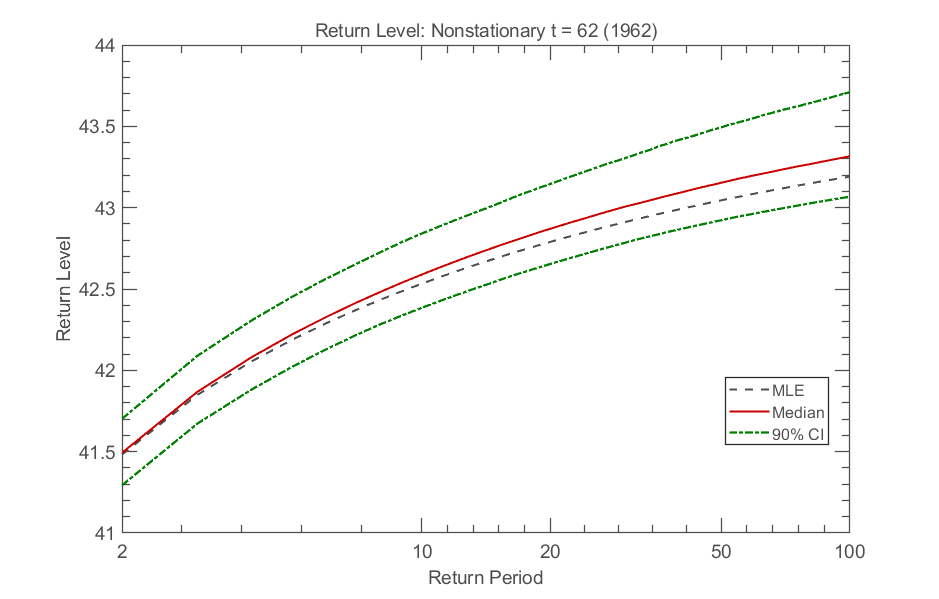 Return Level: Nonstationary t = 62 (1962)
44
43.5
43
42.5
42
41.5
41
Return Level
MLE
Median
90% CI
2
10
20
50
100
Return Period